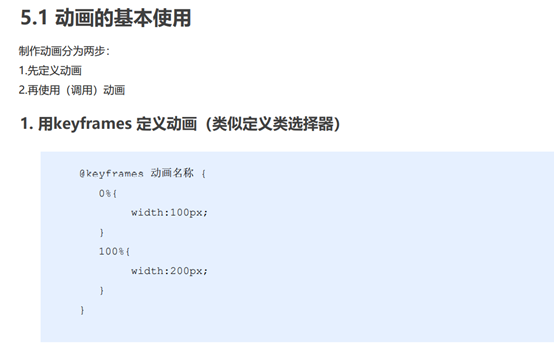 5.1 动画的基本使用
制作动画分为两步：
1.先定义动画
2.再使用（调用）动画
1. 用keyframes 定义动画（类似定义类选择器）
@keyframes 动画名称 {
0%{
width:100px;
}
100%{
width:200px;
}
}